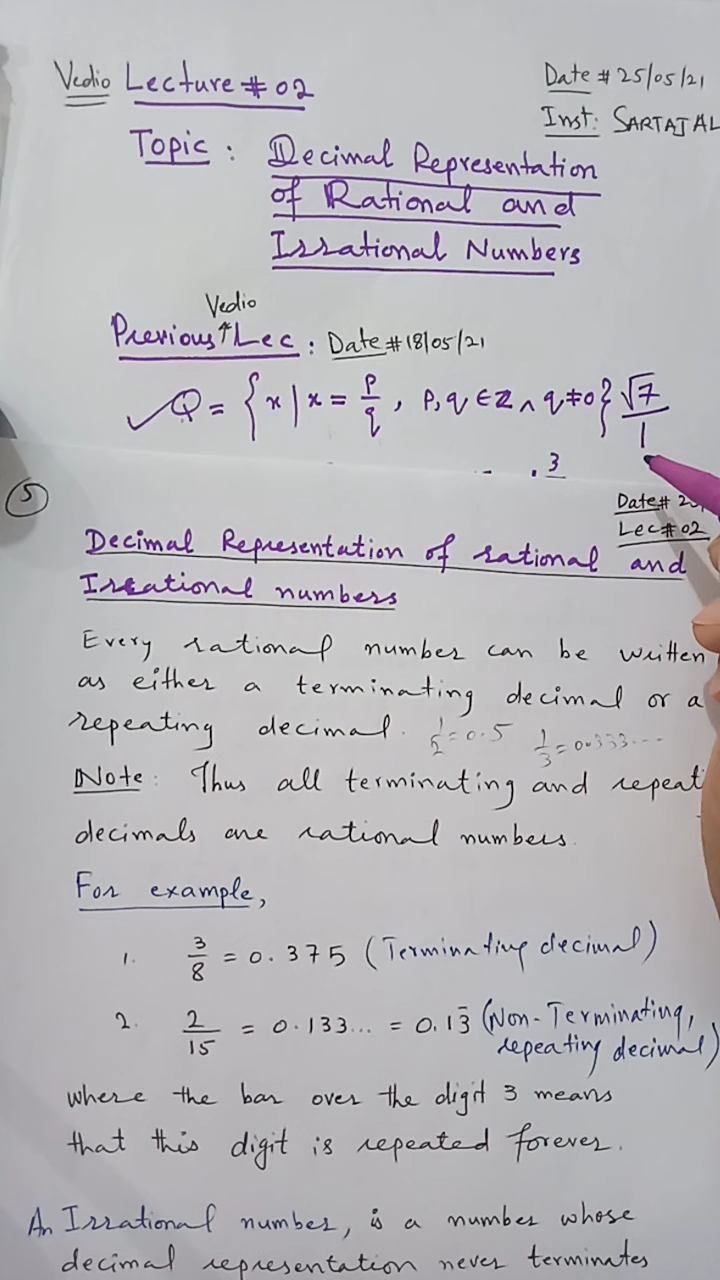 Vedio Lecture # 02
Date # 25/05/21
Inst: SARTAJ AL
Topic: Decimal Representation
of Rational and
Irrational Numbers
Vedio
Previous Lec: Date # 18/05/21
✓Q = {x | x = p/q, p, q ∈ Z ∧ q ≠ 0} √7/1
3
5
Date#
Lec# 02
Decimal Representation of rational and
Irrational numbers
Every rational number can be written
as either a terminating decimal or a
repeating decimal. 1/2 = 0.5 1/3 = 0.333...
Note: Thus all terminating and repeat
decimals are rational numbers.
For example,
1. 3/8 = 0.375 (Terminating decimal)
2. 2/15 = 0.133... = 0.13̄ (Non-Terminating,
repeating decimal)
where the bar over the digit 3 means
that this digit is repeated forever.
An Irrational number, is a number whose
decimal representation never terminates